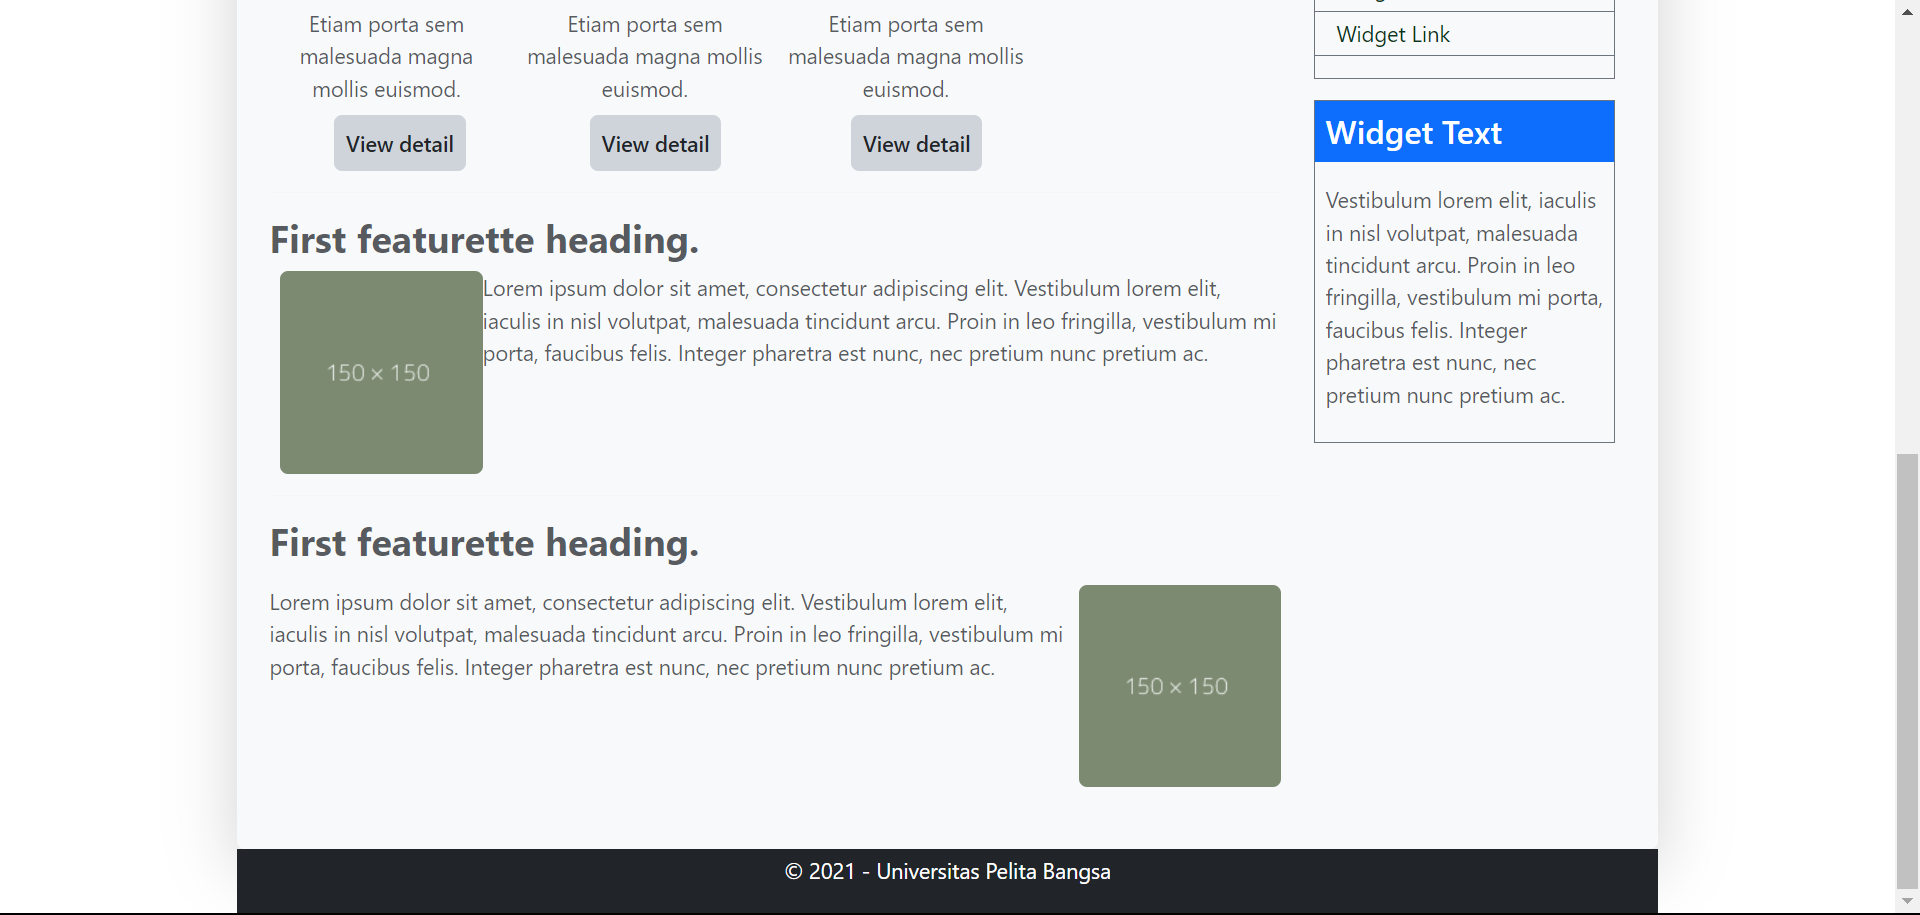 Etiam porta sem
malesuada magna
mollis euismod.
View detail
Etiam porta sem
malesuada magna mollis
euismod.
View detail
Etiam porta sem
malesuada magna mollis
euismod.
View detail
First featurette heading.
150 × 150
Lorem ipsum dolor sit amet, consectetur adipiscing elit. Vestibulum lorem elit,
iaculis in nisl volutpat, malesuada tincidunt arcu. Proin in leo fringilla, vestibulum mi
porta, faucibus felis. Integer pharetra est nunc, nec pretium nunc pretium ac.
First featurette heading.
Lorem ipsum dolor sit amet, consectetur adipiscing elit. Vestibulum lorem elit,
iaculis in nisl volutpat, malesuada tincidunt arcu. Proin in leo fringilla, vestibulum mi
porta, faucibus felis. Integer pharetra est nunc, nec pretium nunc pretium ac.
150 × 150
Widget Link
Widget Text
Vestibulum lorem elit, iaculis
in nisl volutpat, malesuada
tincidunt arcu. Proin in leo
fringilla, vestibulum mi porta,
faucibus felis. Integer
pharetra est nunc, nec
pretium nunc pretium ac.
© 2021 - Universitas Pelita Bangsa